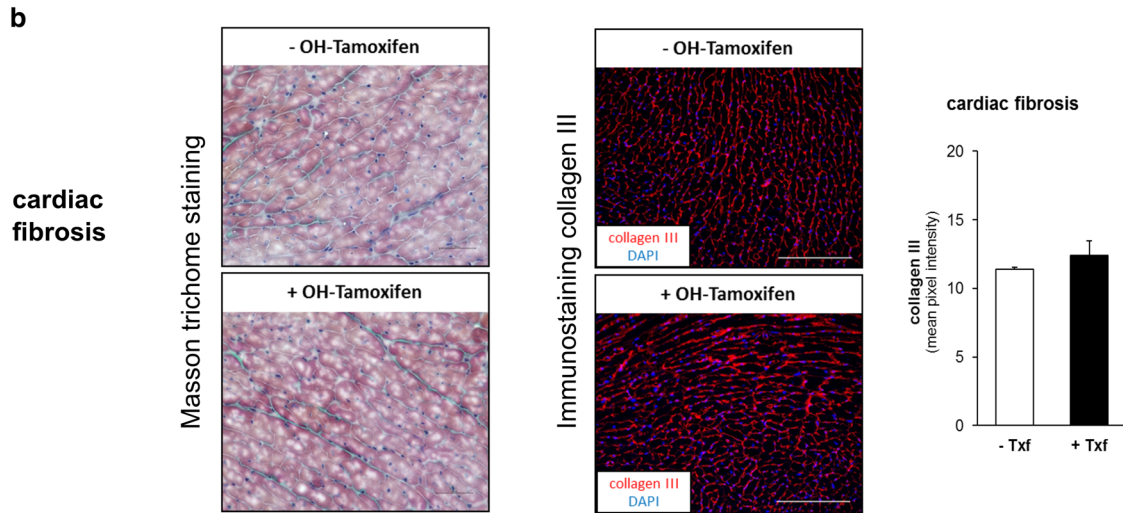 b
cardiac
fibrosis
Masson trichome staining
- OH-Tamoxifen
+ OH-Tamoxifen
Immunostaining collagen III
- OH-Tamoxifen
collagen III
DAPI
+ OH-Tamoxifen
collagen III
DAPI
cardiac fibrosis
collagen III
(mean pixel intensity)
20
15
10
5
0
- Txf
+ Txf